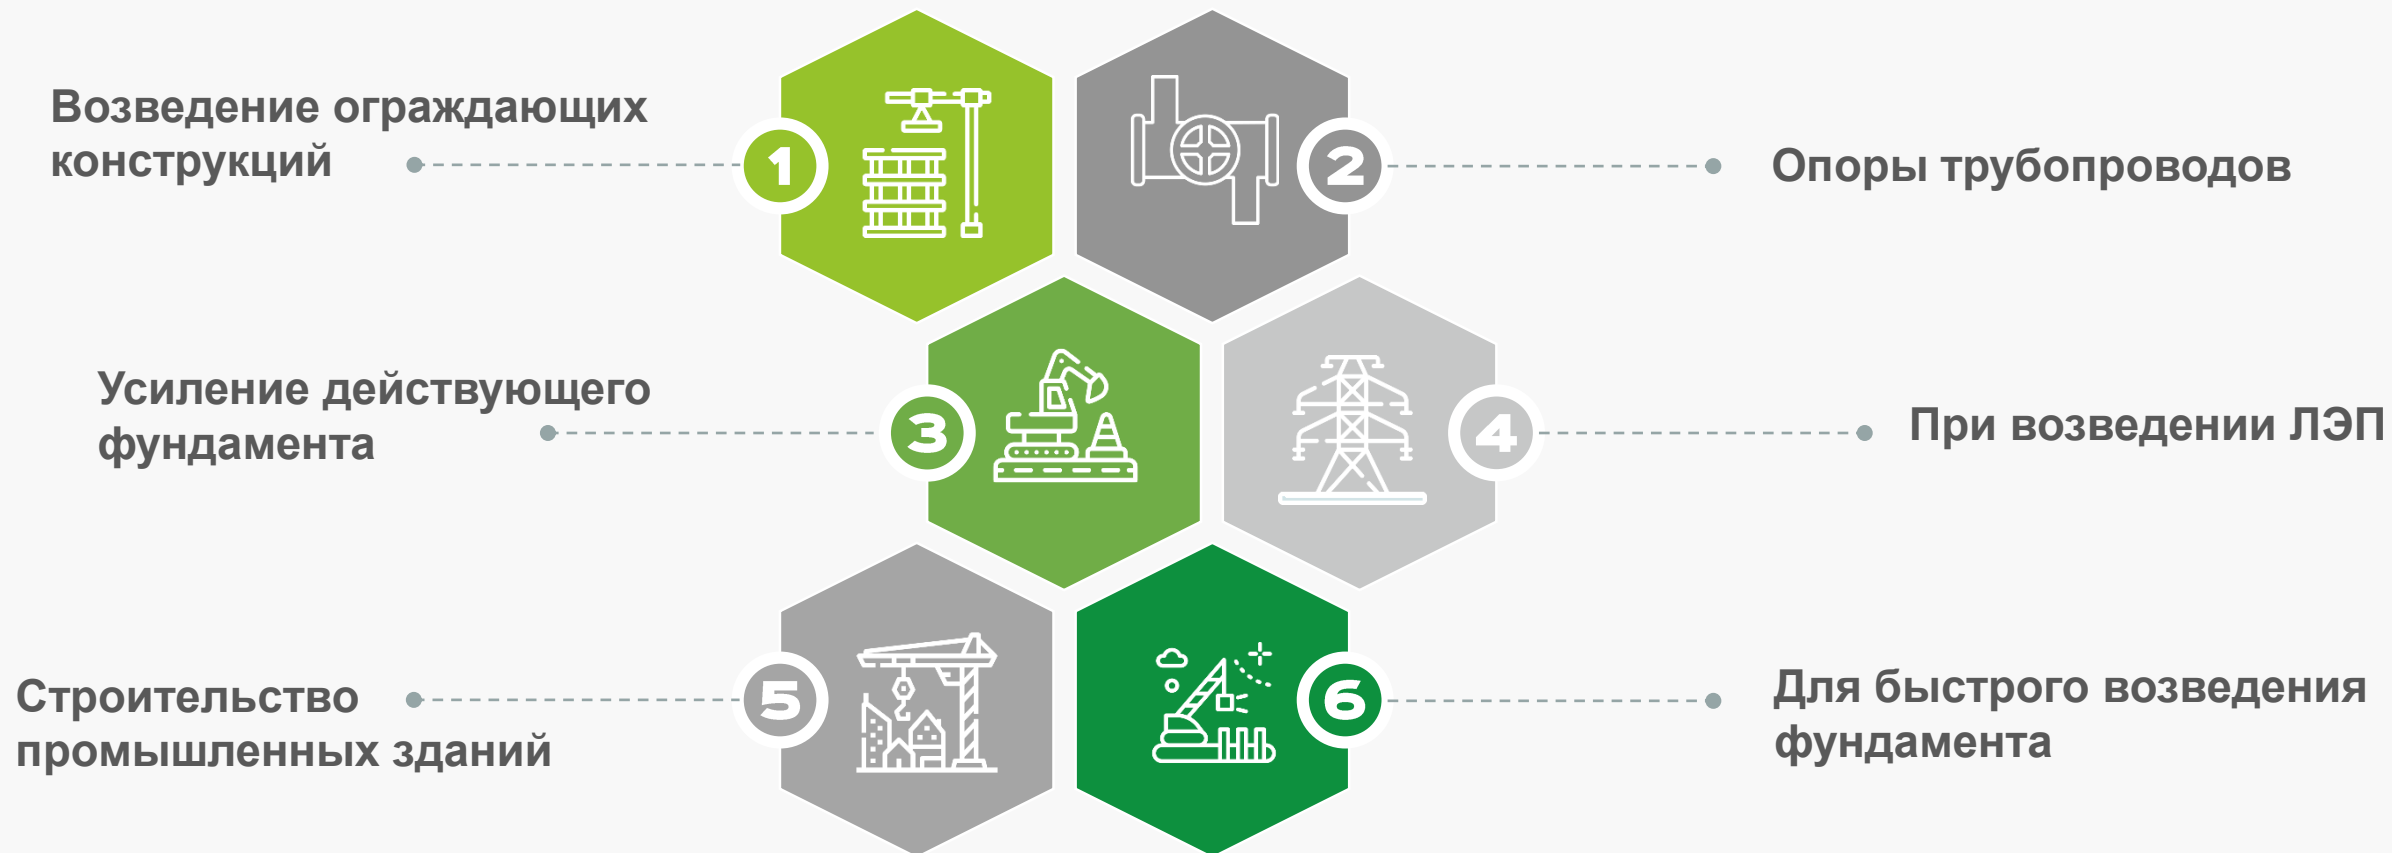 Возведение ограждающих
конструкций
1
2
Опоры трубопроводов
Усиление действующего
фундамента
3
4
При возведении ЛЭП
Строительство
промышленных зданий
5
6
Для быстрого возведения
фундамента